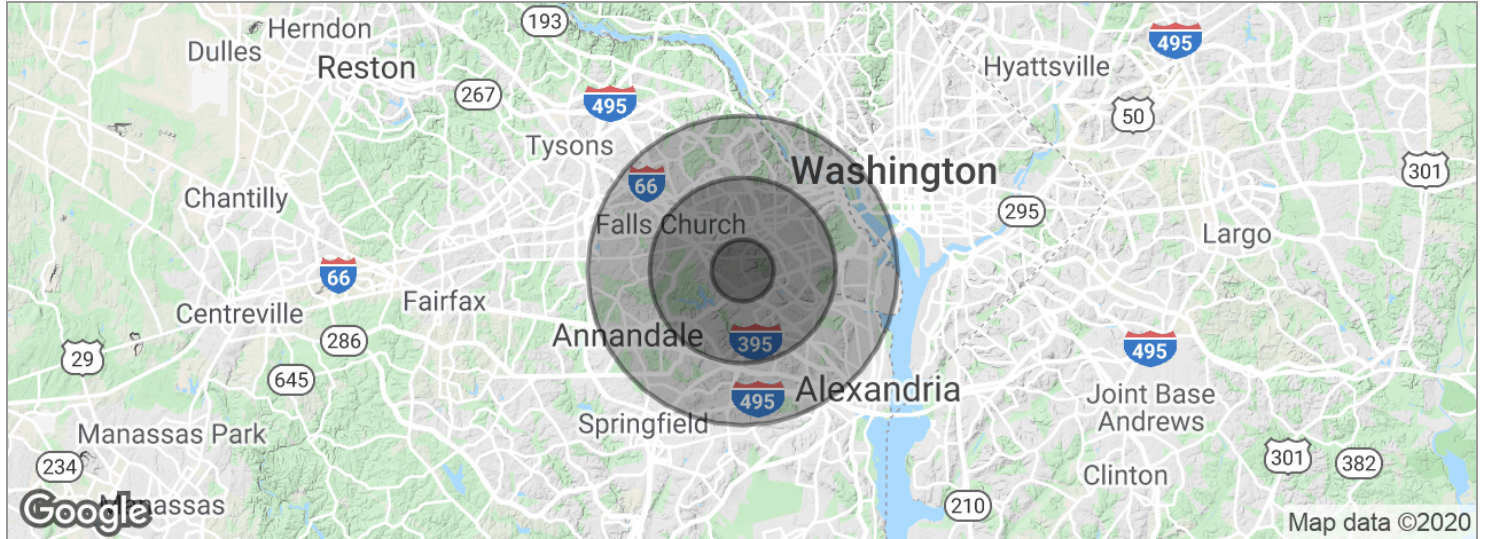 193
Herndon
Dulles
495
Hyattsville
Reston
267
495
50
Tysons
Washington
301
66
Chantilly
295
Falls Church
Largo
66
Centreville
Fairfax
286
Annandale
395
495
29
645
495
Alexandria
Joint Base
Andrews
Springfield
Manassas Park
301
382
234
Clinton
210
Google
Manassas
Map data ©2020